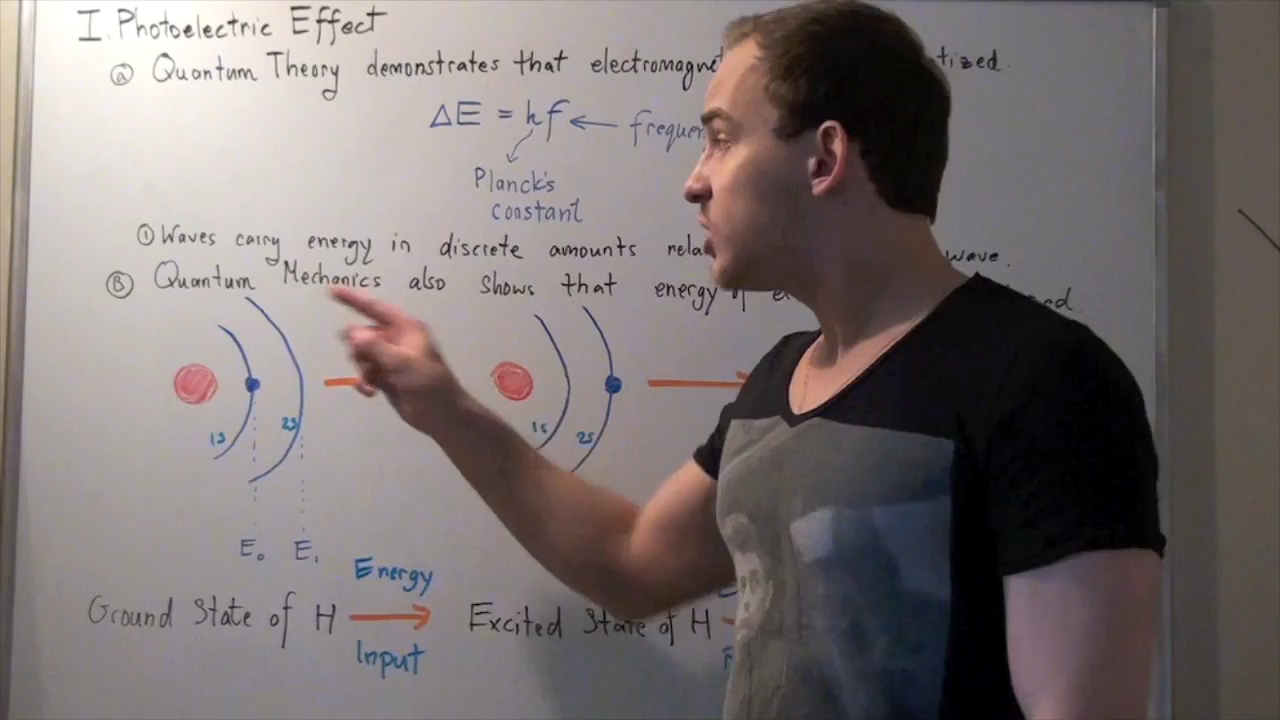 I. Photoelectric Effect
Ⓐ Quantum Theory demonstrates that electromagnet tized.
ΔE = hf ← frequen
Planck's
constant
① Waves carry energy in discrete amounts rela wave.
Ⓑ Quantum Mechanics also shows that energy of
1s 2s
1s 2s
E₀ E₁
Energy
Ground State of H → Excited State of H
Input